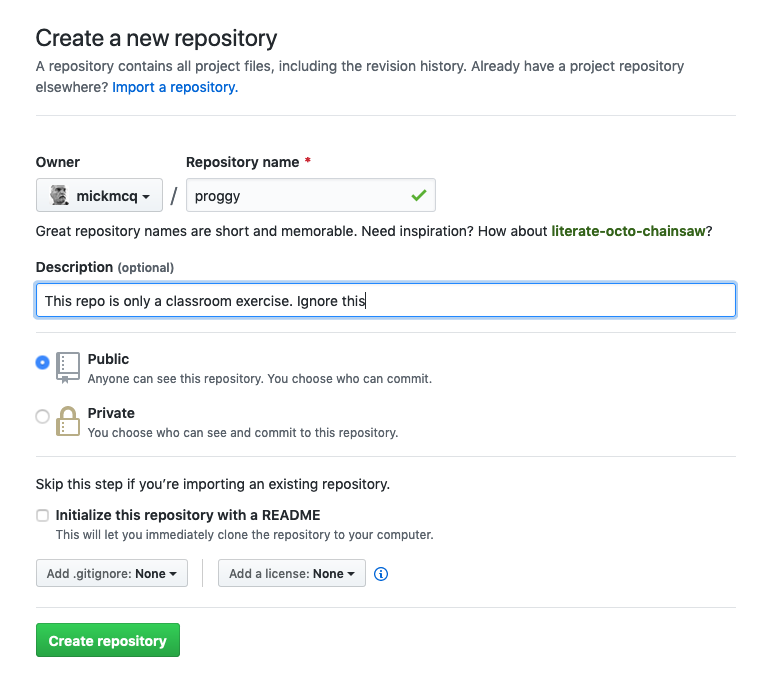 Create a new repository
A repository contains all project files, including the revision history. Already have a project repository
elsewhere? Import a repository.
Owner
Repository name *
mickmcq
/
proggy
Great repository names are short and memorable. Need inspiration? How about literate-octo-chainsaw?
Description (optional)
This repo is only a classroom exercise. Ignore this
Public
Anyone can see this repository. You choose who can commit.
Private
You choose who can see and commit to this repository.
Skip this step if you’re importing an existing repository.
Initialize this repository with a README
This will let you immediately clone the repository to your computer.
Add .gitignore: None
Add a license: None
Create repository